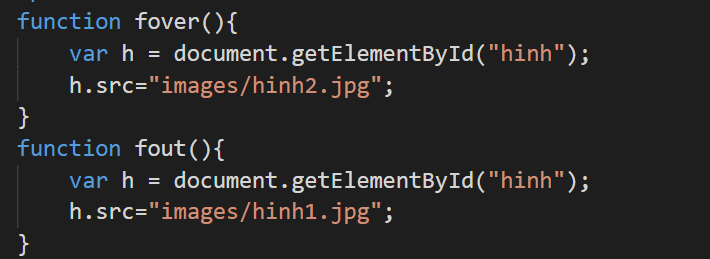 function fover(){
    var h = document.getElementById("hinh");
    h.src="images/hinh2.jpg";
}
function fout(){
    var h = document.getElementById("hinh");
    h.src="images/hinh1.jpg";
}